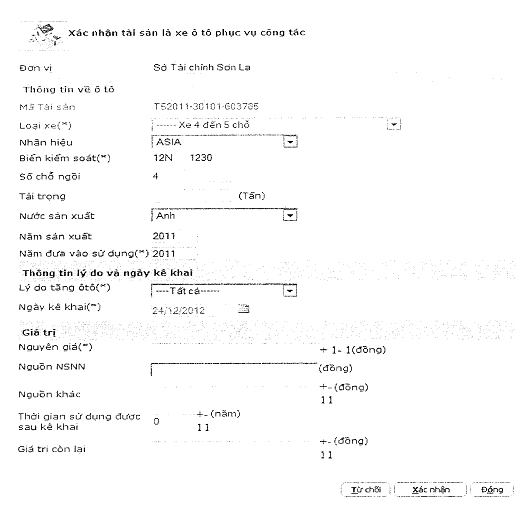 Xác nhận tài sản là xe ô tô phục vụ công tác
Đơn vị Sở Tài chính Sơn La
Thông tin về ô tô
Mã Tài sản TS2011-30101-603785
Loại xe(*) ------ Xe 4 đến 5 chỗ
Nhãn hiệu ASIA
Biển kiểm soát(*) 12N 1230
Số chỗ ngồi 4
Tải trọng (Tấn)
Nước sản xuất Anh
Năm sản xuất 2011
Năm đưa vào sử dụng(*) 2011
Thông tin lý do và ngày kê khai
Lý do tăng ôtô(*) ----Tất cả------
Ngày kê khai(*) 24/12/2012
Giá trị
Nguyên giá(*) +1-1(đồng)
Nguồn NSNN (đồng)
Nguồn khác +-(đồng)
11
Thời gian sử dụng được sau kê khai 0 +-(năm)
11
Giá trị còn lại +-(đồng)
11
Từ chối Xác nhận Đóng